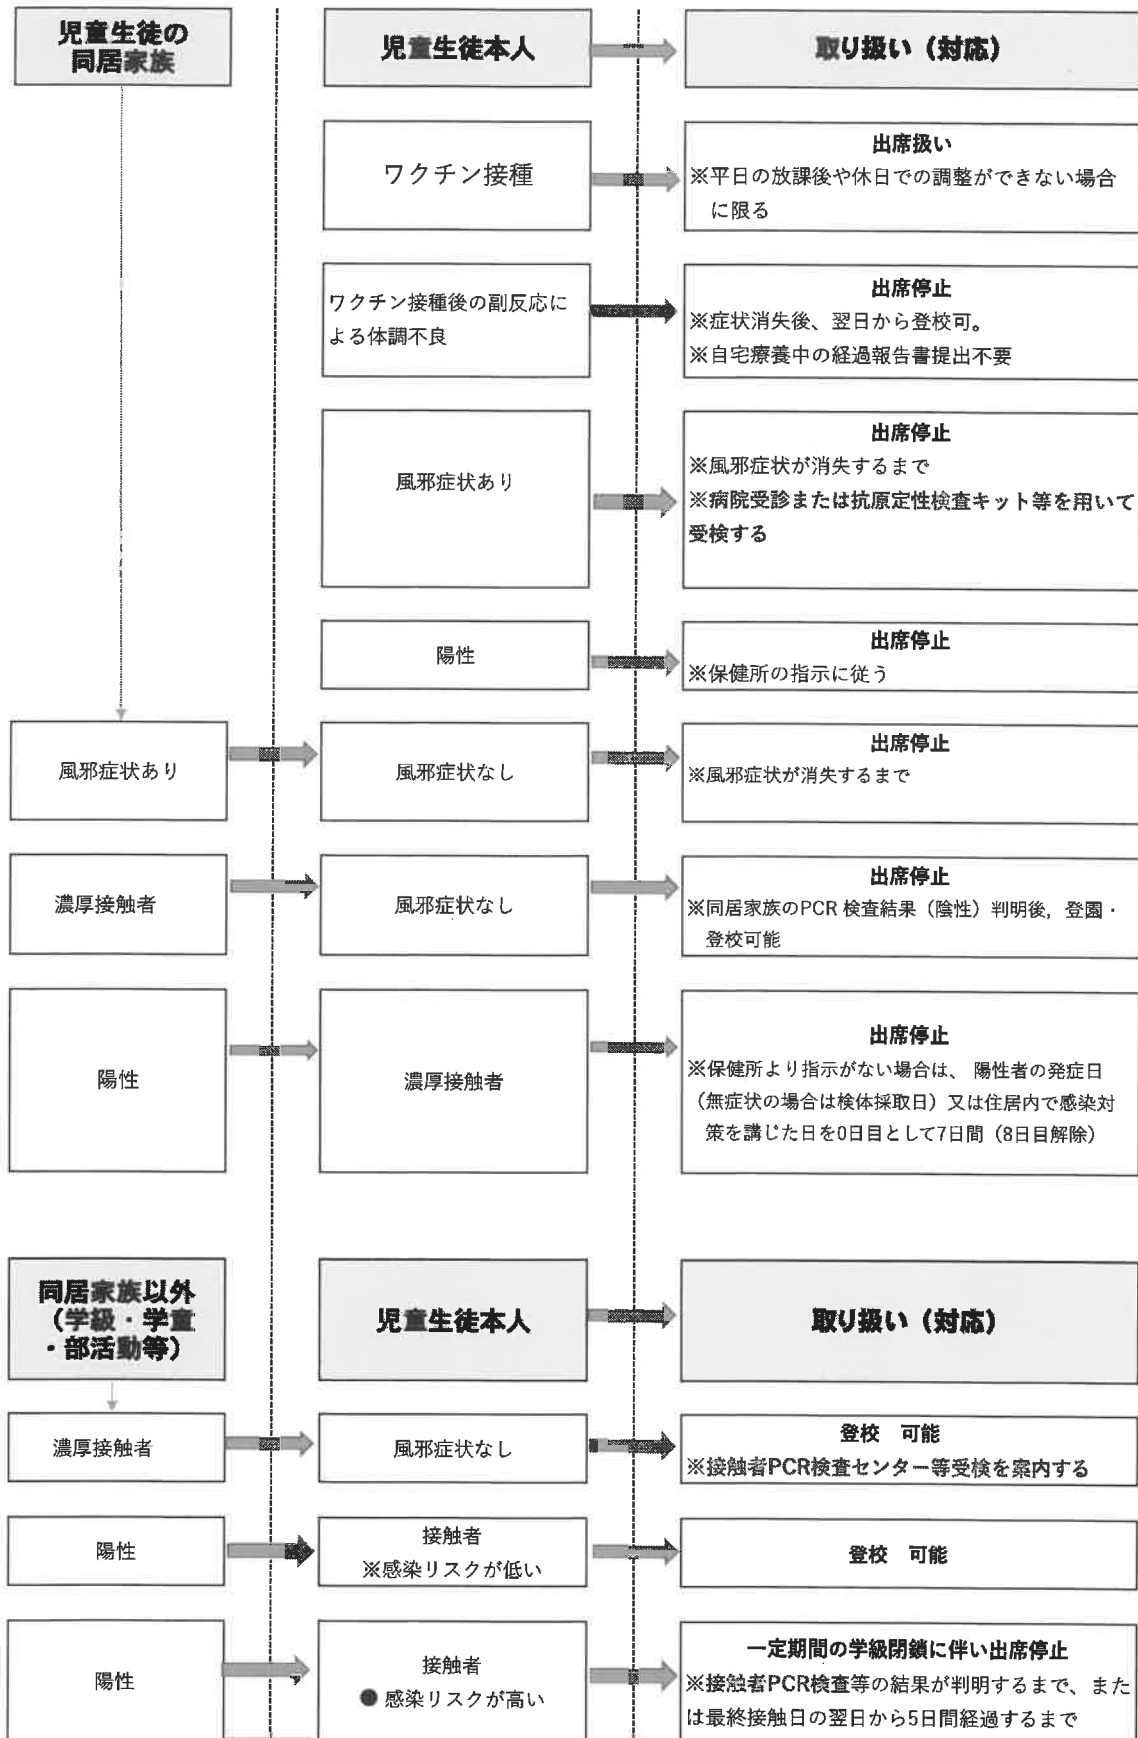 児童生徒の
同居家族
児童生徒本人
取り扱い（対応）
ワクチン接種
出席扱い
※平日の放課後や休日での調整ができない場合
に限る
ワクチン接種後の副反応に
よる体調不良
出席停止
※症状消失後、翌日から登校可。
※自宅療養中の経過報告書提出不要
風邪症状あり
出席停止
※風邪症状が消失するまで
※病院受診または抗原定性検査キット等を用いて
受検する
陽性
出席停止
※保健所の指示に従う
風邪症状あり
風邪症状なし
出席停止
※風邪症状が消失するまで
濃厚接触者
風邪症状なし
出席停止
※同居家族のPCR 検査結果（陰性）判明後，登園・
登校可能
陽性
濃厚接触者
出席停止
※保健所より指示がない場合は、 陽性者の発症日
（無症状の場合は検体採取日）又は住居内で感染対
策を講じた日を0日目として7日間（8日目解除）
同居家族以外
（学級・学童
・部活動等）
児童生徒本人
取り扱い（対応）
濃厚接触者
風邪症状なし
登校　可能
※接触者PCR検査センター等受検を案内する
陽性
接触者
※感染リスクが低い
登校　可能
陽性
接触者
● 感染リスクが高い
一定期間の学級閉鎖に伴い出席停止
※接触者PCR検査等の結果が判明するまで、また
は最終接触日の翌日から5日間経過するまで